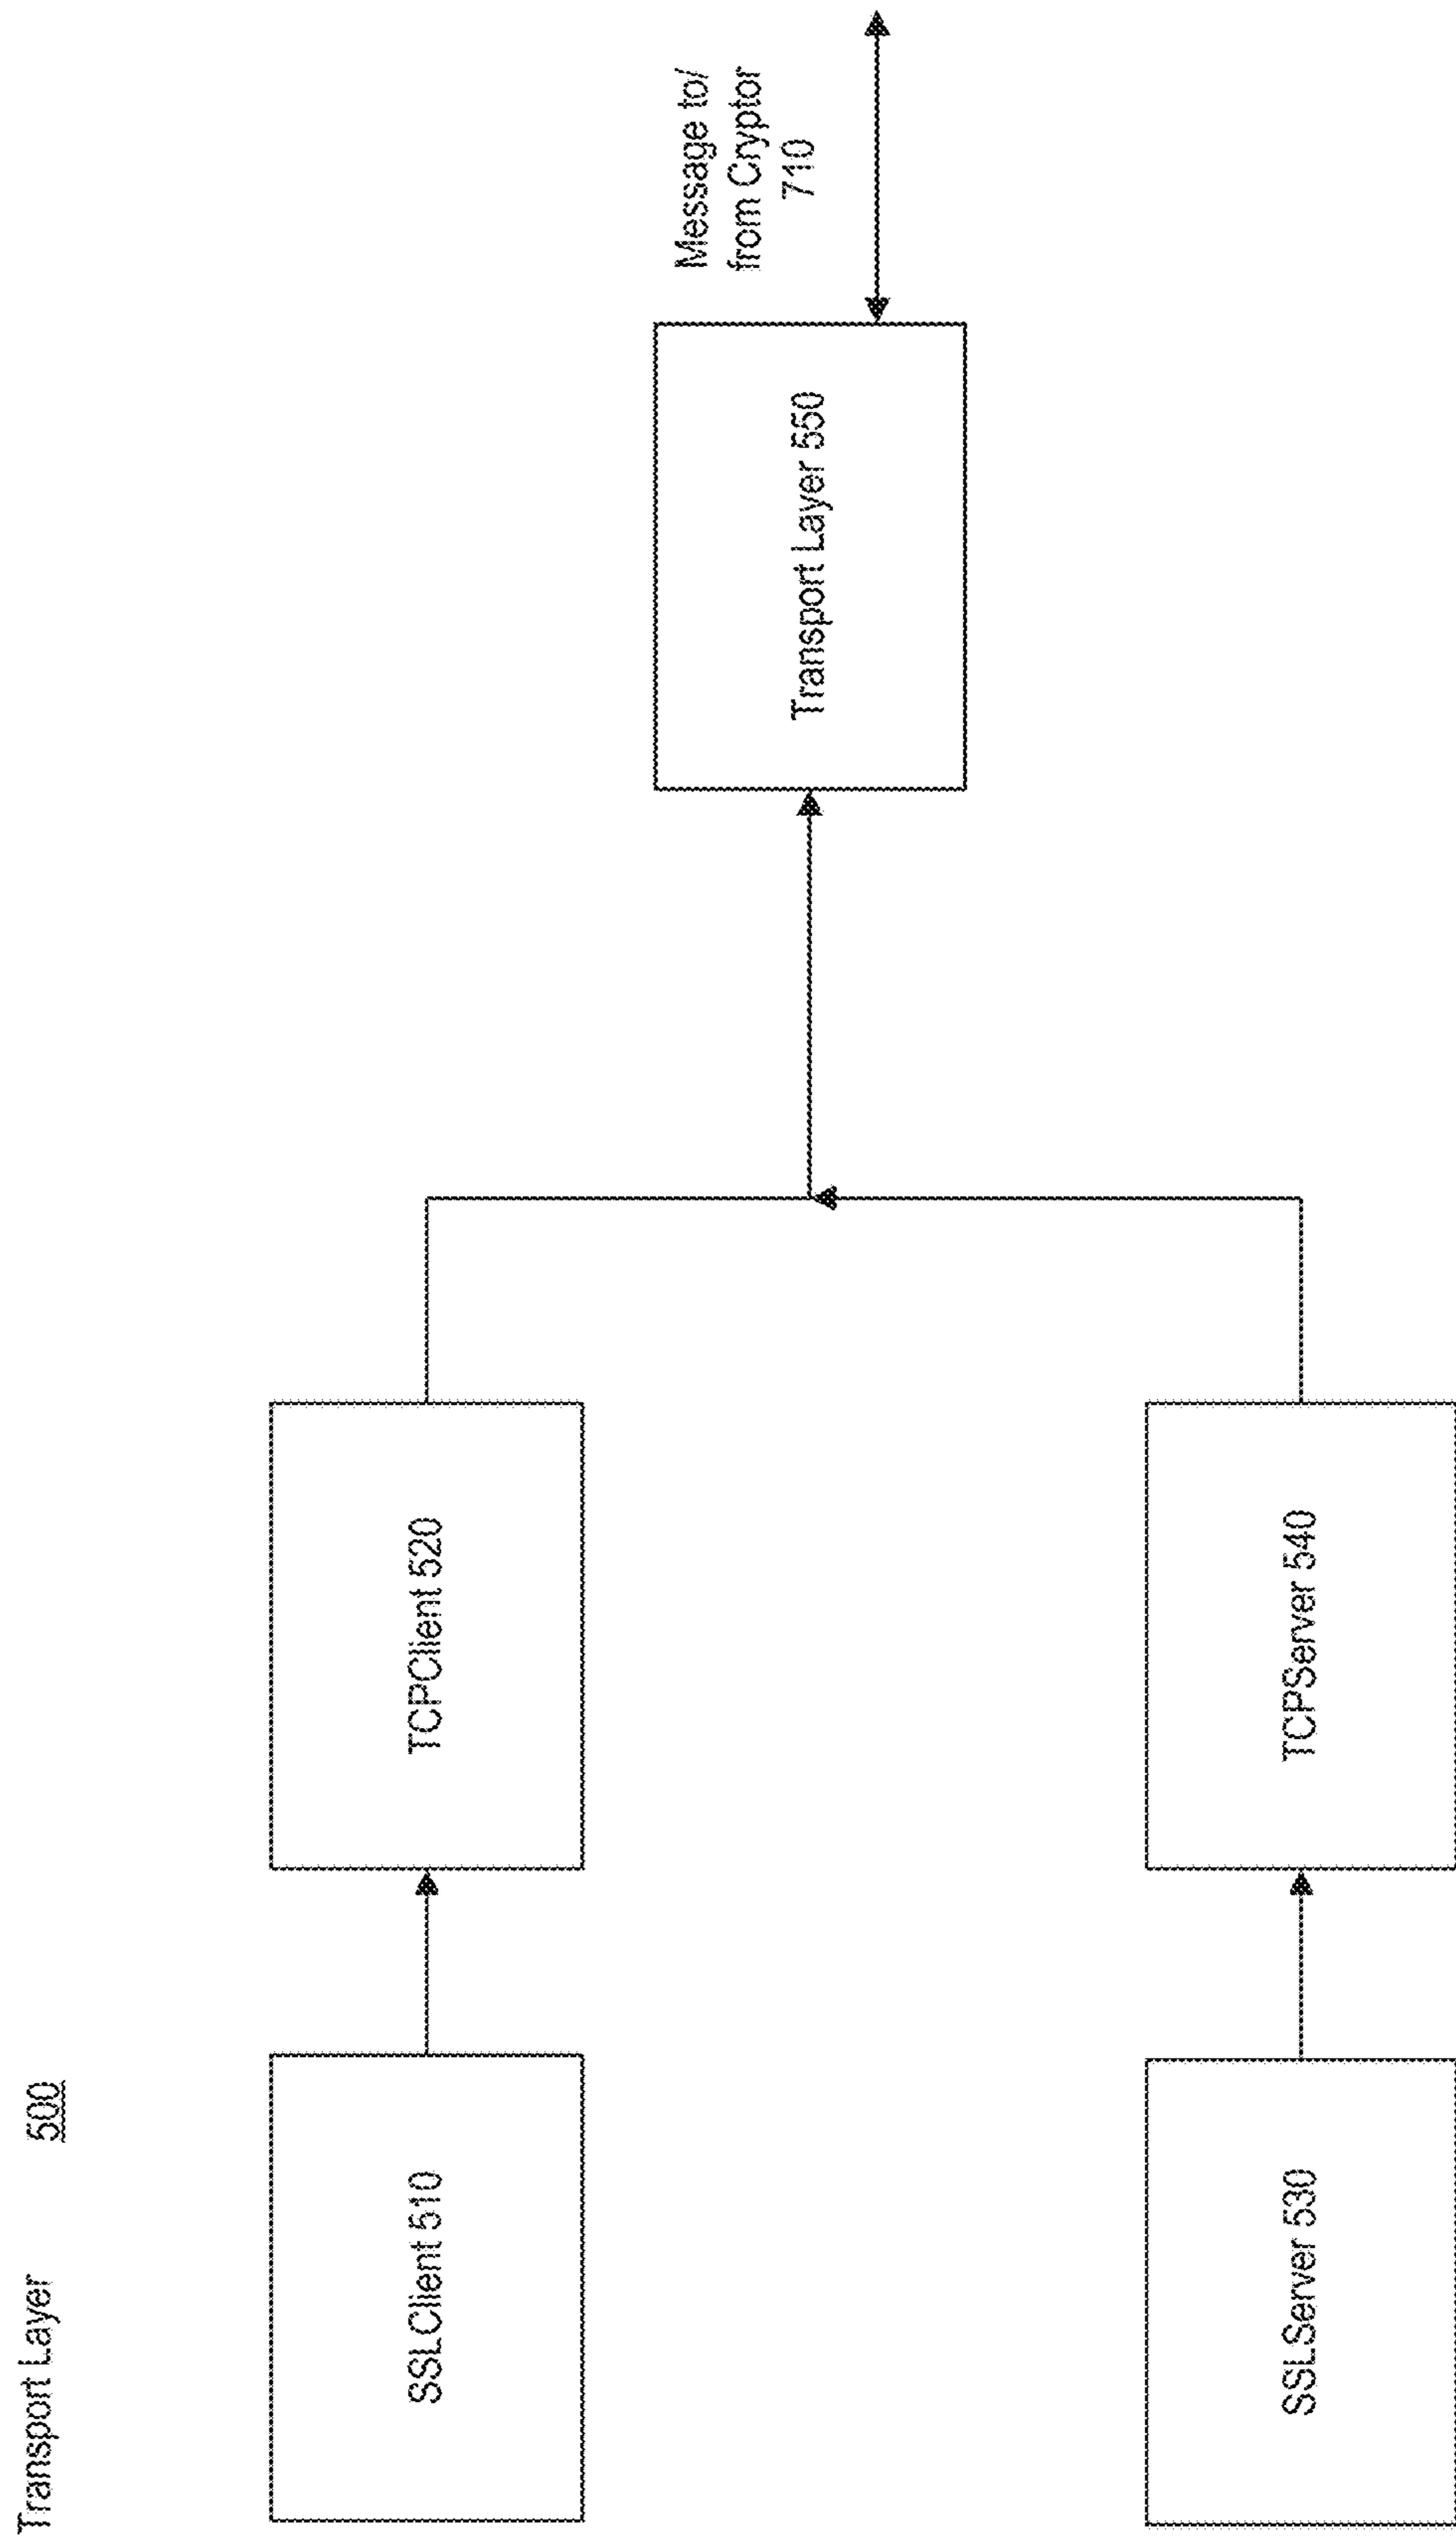 Transport Layer 500
SSLClient 510
TCPClient 520
SSLServer 530
TCPServer 540
Transport Layer 550
Message to/
from Cryptor
710